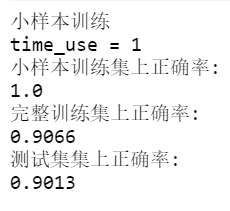 小样本训练
time_use = 1
小样本训练集上正确率:
1.0
完整训练集上正确率:
0.9066
测试集集上正确率:
0.9013